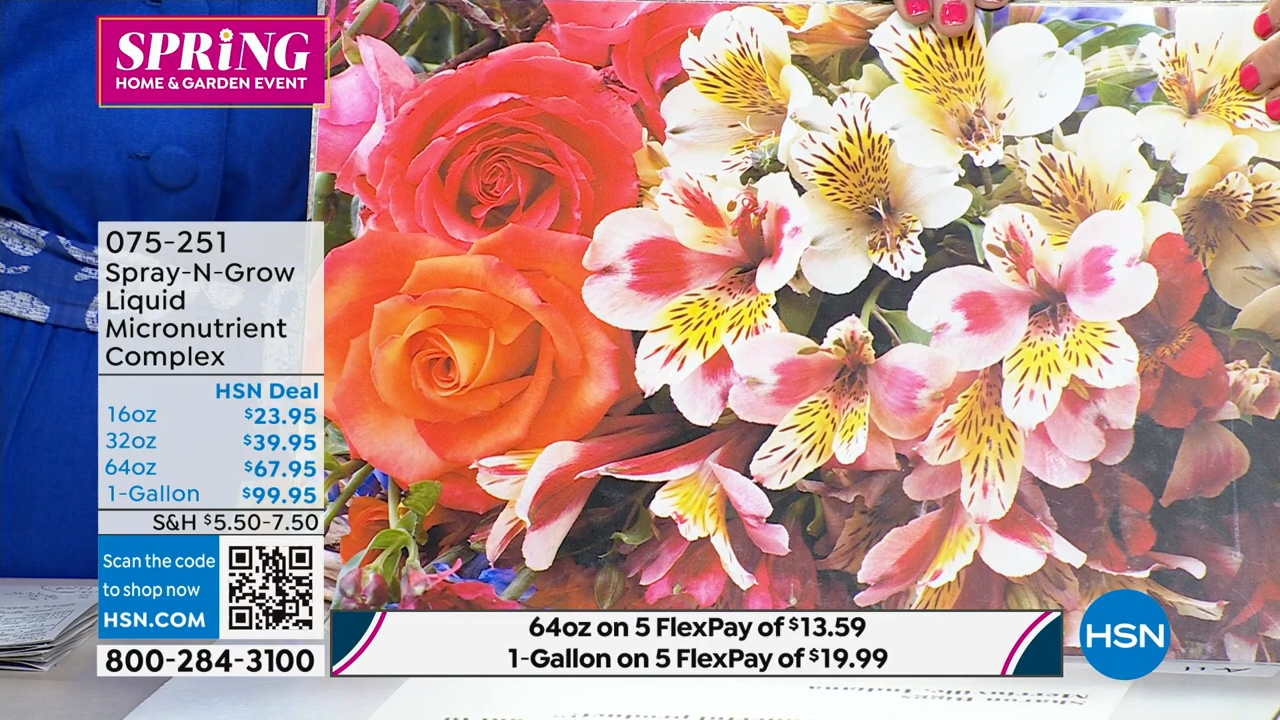 SPRING
HOME & GARDEN EVENT
075-251
Spray-N-Grow
Liquid
Micronutrient
Complex
HSN Deal
16oz $23.95
32oz $39.95
64oz $67.95
1-Gallon $99.95
S&H $5.50-7.50
Scan the code
to shop now
HSN.COM
800-284-3100
64oz on 5 FlexPay of $13.59
1-Gallon on 5 FlexPay of $19.99
HSN